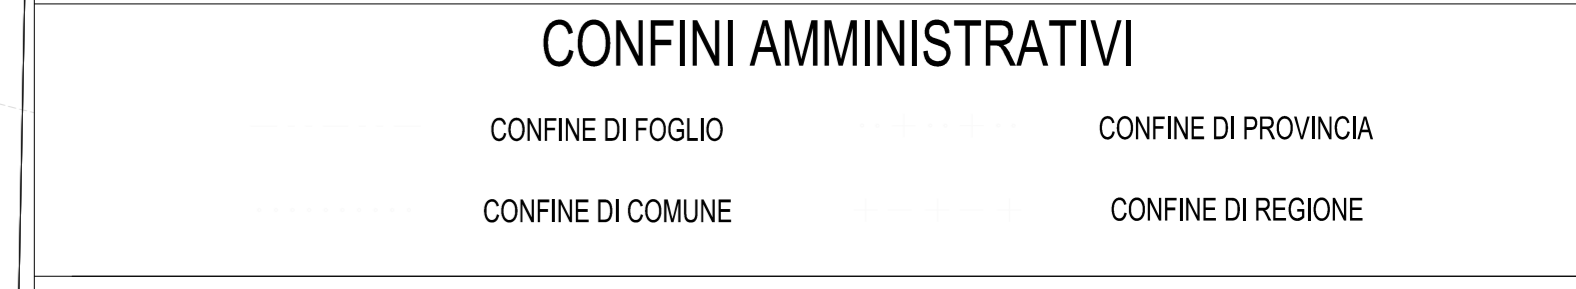 CONFINI AMMINISTRATIVI
CONFINE DI FOGLIO
CONFINE DI PROVINCIA
CONFINE DI COMUNE
CONFINE DI REGIONE